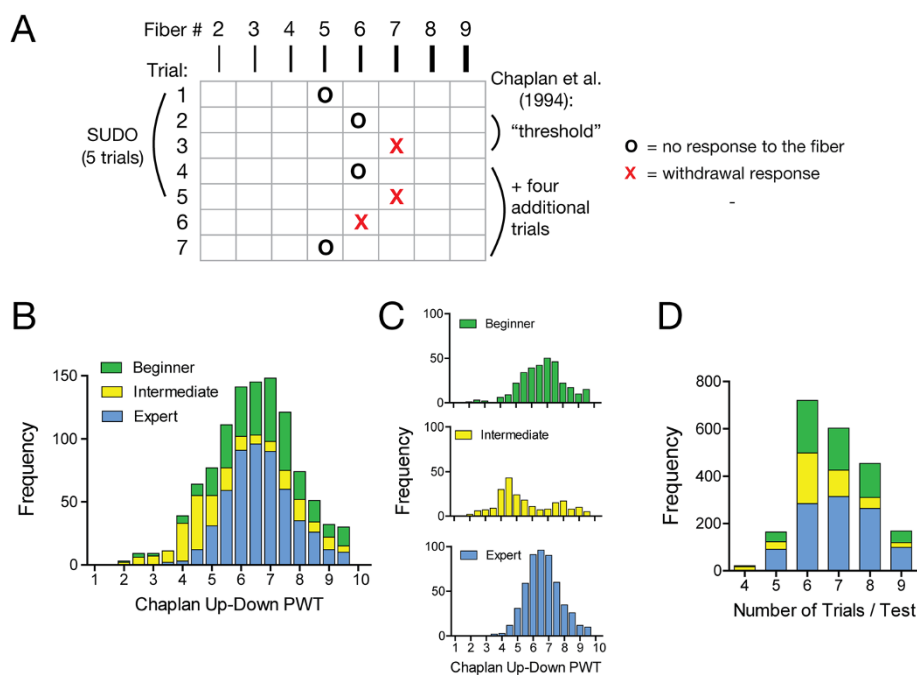 A
Fiber # 2 3 4 5 6 7 8 9
Trial:
Chaplan et al.
(1994):
1 O
2 O
"threshold"
3 X
SUDO
(5 trials)
4 O
5 X
6 X
7 O
+ four
additional
trials
O = no response to the fiber
X = withdrawal response
-
B
Beginner
Intermediate
Expert
Frequency
150
100
50
0
1 2 3 4 5 6 7 8 9 10
Chaplan Up-Down PWT
C
Beginner
100
50
0
Intermediate
100
50
0
Expert
100
50
0
Frequency
1 2 3 4 5 6 7 8 9 10
Chaplan Up-Down PWT
D
Frequency
800
600
400
200
0
4 5 6 7 8 9
Number of Trials / Test